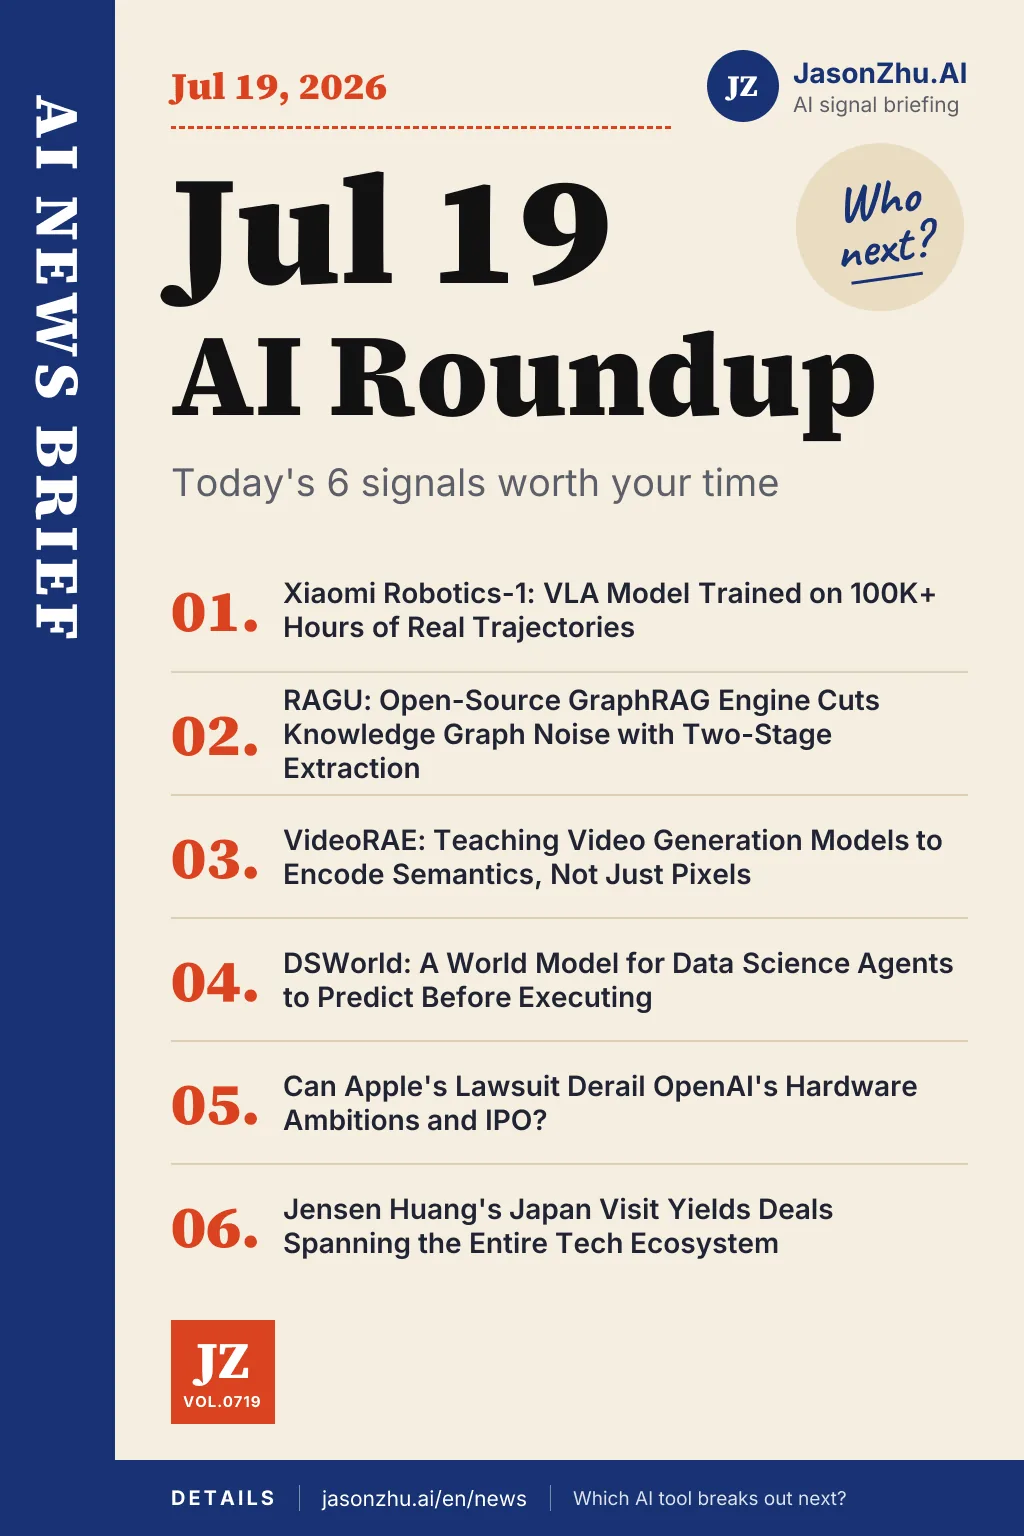 AI NEWS BRIEF
Jul 19, 2026
JZ
JasonZhu.AI
AI signal briefing
Who
next?
Jul 19
AI Roundup
Today's 6 signals worth your time
01.
Xiaomi Robotics-1: VLA Model Trained on 100K+
Hours of Real Trajectories
02.
RAGU: Open-Source GraphRAG Engine Cuts
Knowledge Graph Noise with Two-Stage
Extraction
03.
VideoRAE: Teaching Video Generation Models to
Encode Semantics, Not Just Pixels
04.
DSWorld: A World Model for Data Science Agents
to Predict Before Executing
05.
Can Apple's Lawsuit Derail OpenAI's Hardware
Ambitions and IPO?
06.
Jensen Huang's Japan Visit Yields Deals
Spanning the Entire Tech Ecosystem
JZ
VOL.0719
DETAILS
jasonzhu.ai/en/news
Which AI tool breaks out next?